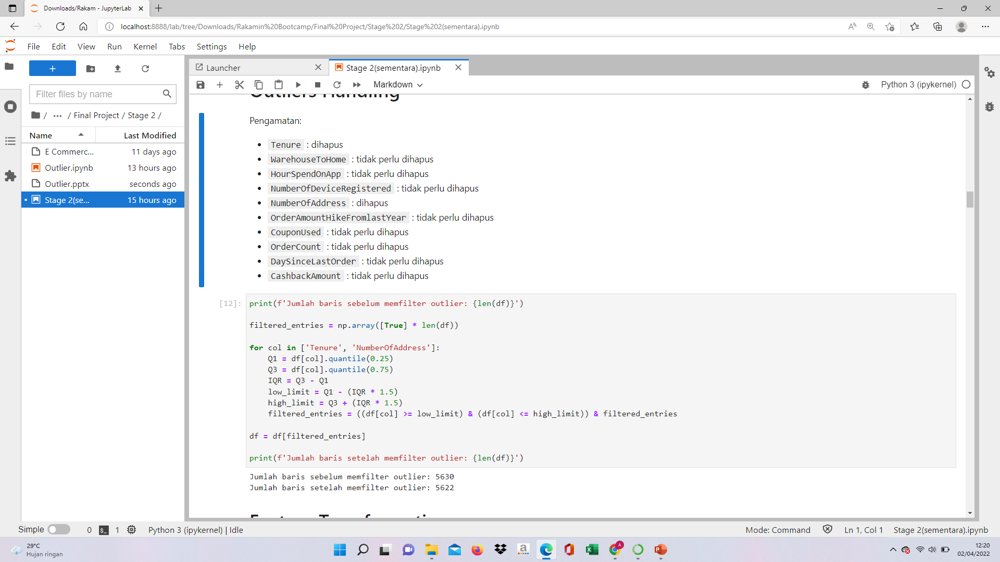 Downloads/Rakam - JupyterLab
localhost:8888/lab/tree/Downloads/Rakamin%20Bootcamp/Final%20Project/Stage%202/Stage%202(sementara).ipynb
File Edit View Run Kernel Tabs Settings Help
Launcher
Stage 2(sementara).ipynb
Markdown
Python 3 (ipykernel)
Filter files by name
/ ... / Final Project / Stage 2 /
Name Last Modified
E Commerc... 11 days ago
Outlier.ipynb 13 hours ago
Outlier.pptx seconds ago
Stage 2(se... 15 hours ago
Outliers Handling
Pengamatan:
• Tenure : dihapus
• WarehouseToHome : tidak perlu dihapus
• HourSpendOnApp : tidak perlu dihapus
• NumberOfDeviceRegistered : tidak perlu dihapus
• NumberOfAddress : dihapus
• OrderAmountHikeFromlastYear : tidak perlu dihapus
• CouponUsed : tidak perlu dihapus
• OrderCount : tidak perlu dihapus
• DaySinceLastOrder : tidak perlu dihapus
• CashbackAmount : tidak perlu dihapus
[12]:
print(f'Jumlah baris sebelum memfilter outlier: {len(df)}')
filtered_entries = np.array([True] * len(df))
for col in ['Tenure', 'NumberOfAddress']:
    Q1 = df[col].quantile(0.25)
    Q3 = df[col].quantile(0.75)
    IQR = Q3 - Q1
    low_limit = Q1 - (IQR * 1.5)
    high_limit = Q3 + (IQR * 1.5)
    filtered_entries = ((df[col] >= low_limit) & (df[col] <= high_limit)) & filtered_entries
df = df[filtered_entries]
print(f'Jumlah baris setelah memfilter outlier: {len(df)}')
Jumlah baris sebelum memfilter outlier: 5630
Jumlah baris setelah memfilter outlier: 5622
Simple 0 $_ 1 Python 3 (ipykernel) | Idle
Mode: Command Ln 1, Col 1 Stage 2(sementara).ipynb
29°C
Hujan ringan
12:20
02/04/2022